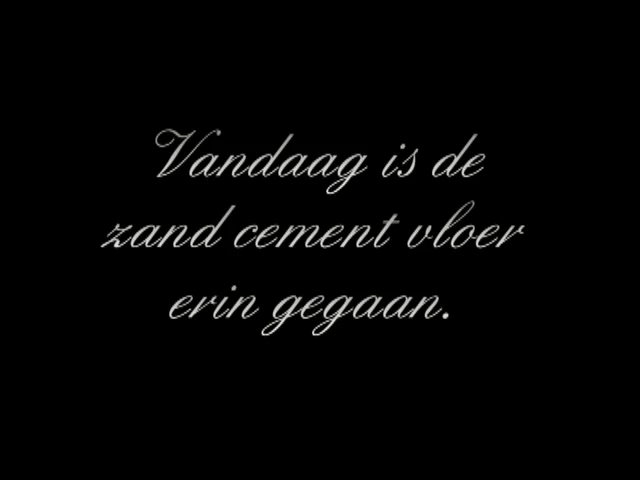 Vandaag is de
zand cement vloer
erin gegaan.